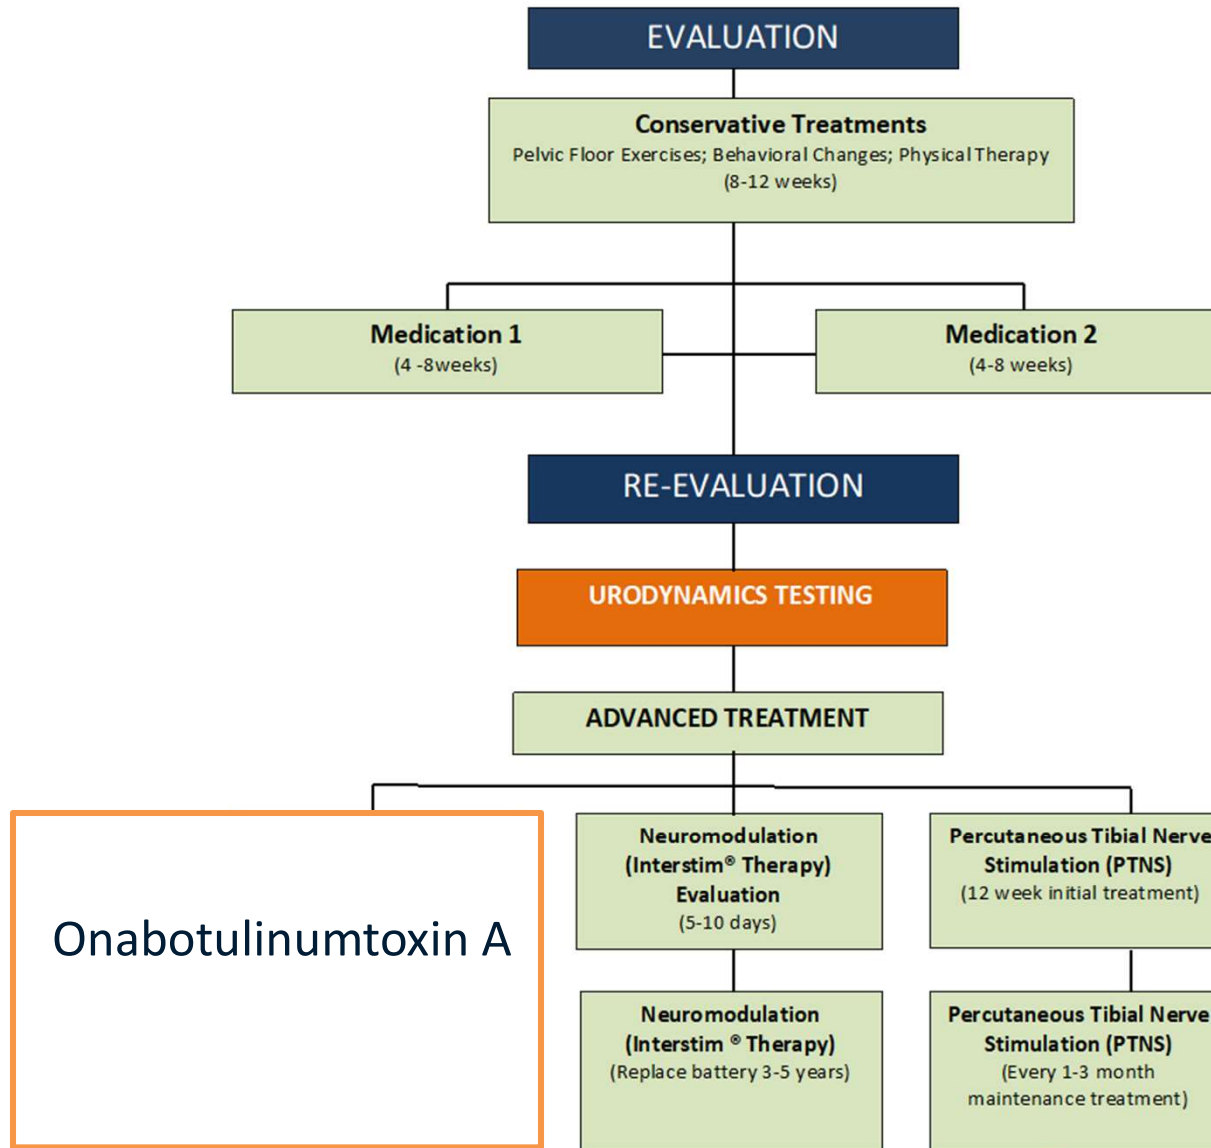 EVALUATION
Conservative Treatments
Pelvic Floor Exercises; Behavioral Changes; Physical Therapy
(8-12 weeks)
Medication 1
(4 -8weeks)
Medication 2
(4-8 weeks)
RE-EVALUATION
URODYNAMICS TESTING
ADVANCED TREATMENT
Onabotulinumtoxin A
Neuromodulation
(Interstim® Therapy)
Evaluation
(5-10 days)
Percutaneous Tibial Nerve
Stimulation (PTNS)
(12 week initial treatment)
Neuromodulation
(Interstim ® Therapy)
(Replace battery 3-5 years)
Percutaneous Tibial Nerve
Stimulation (PTNS)
(Every 1-3 month
maintenance treatment)